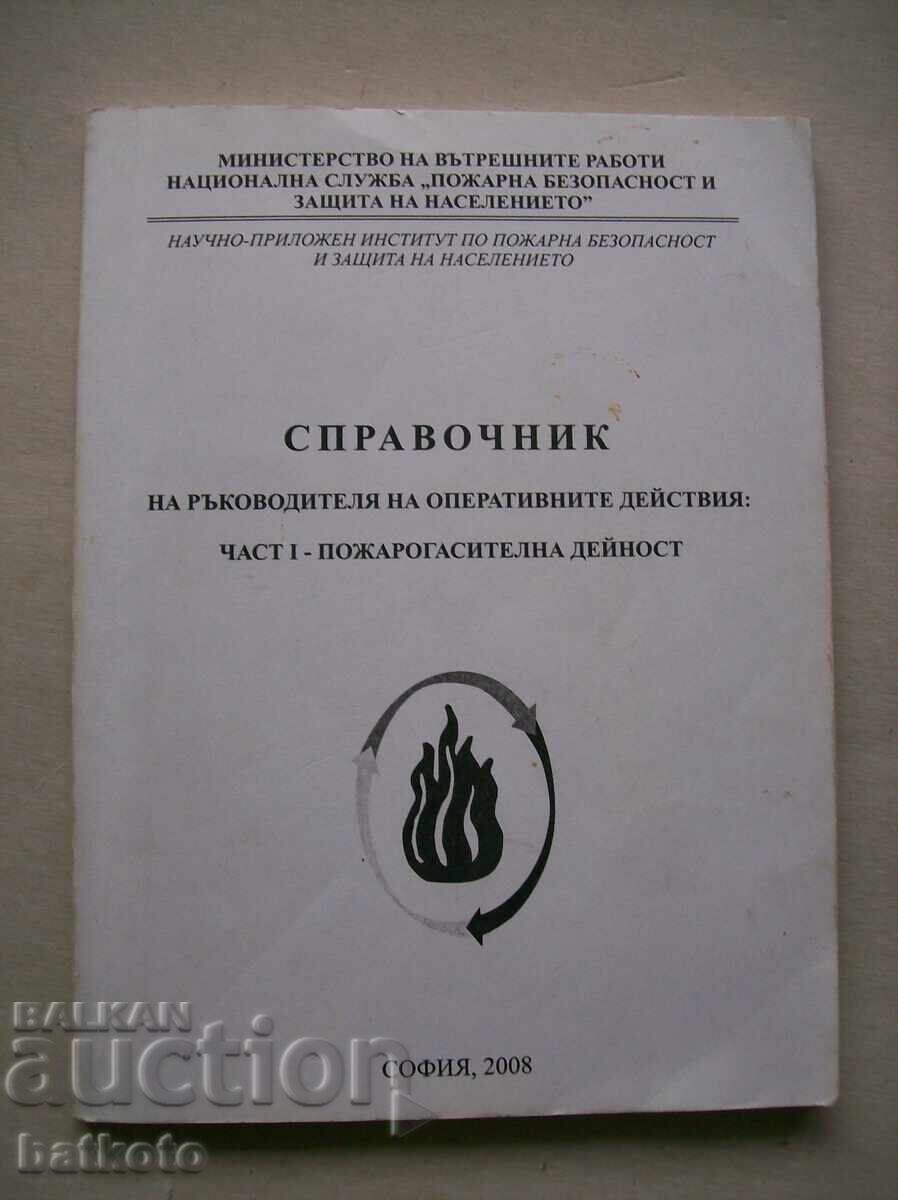 МИНИСТЕРСТВО НА ВЪТРЕШНИТЕ РАБОТИ
НАЦИОНАЛНА СЛУЖБА „ПОЖАРНА БЕЗОПАСНОСТ И
ЗАЩИТА НА НАСЕЛЕНИЕТО”
НАУЧНО-ПРИЛОЖЕН ИНСТИТУТ ПО ПОЖАРНА БЕЗОПАСНОСТ
И ЗАЩИТА НА НАСЕЛЕНИЕТО
СПРАВОЧНИК
НА РЪКОВОДИТЕЛЯ НА ОПЕРАТИВНИТЕ ДЕЙСТВИЯ:
ЧАСТ I - ПОЖАРОГАСИТЕЛНА ДЕЙНОСТ
СОФИЯ, 2008
BALKAN
auction
batkoto